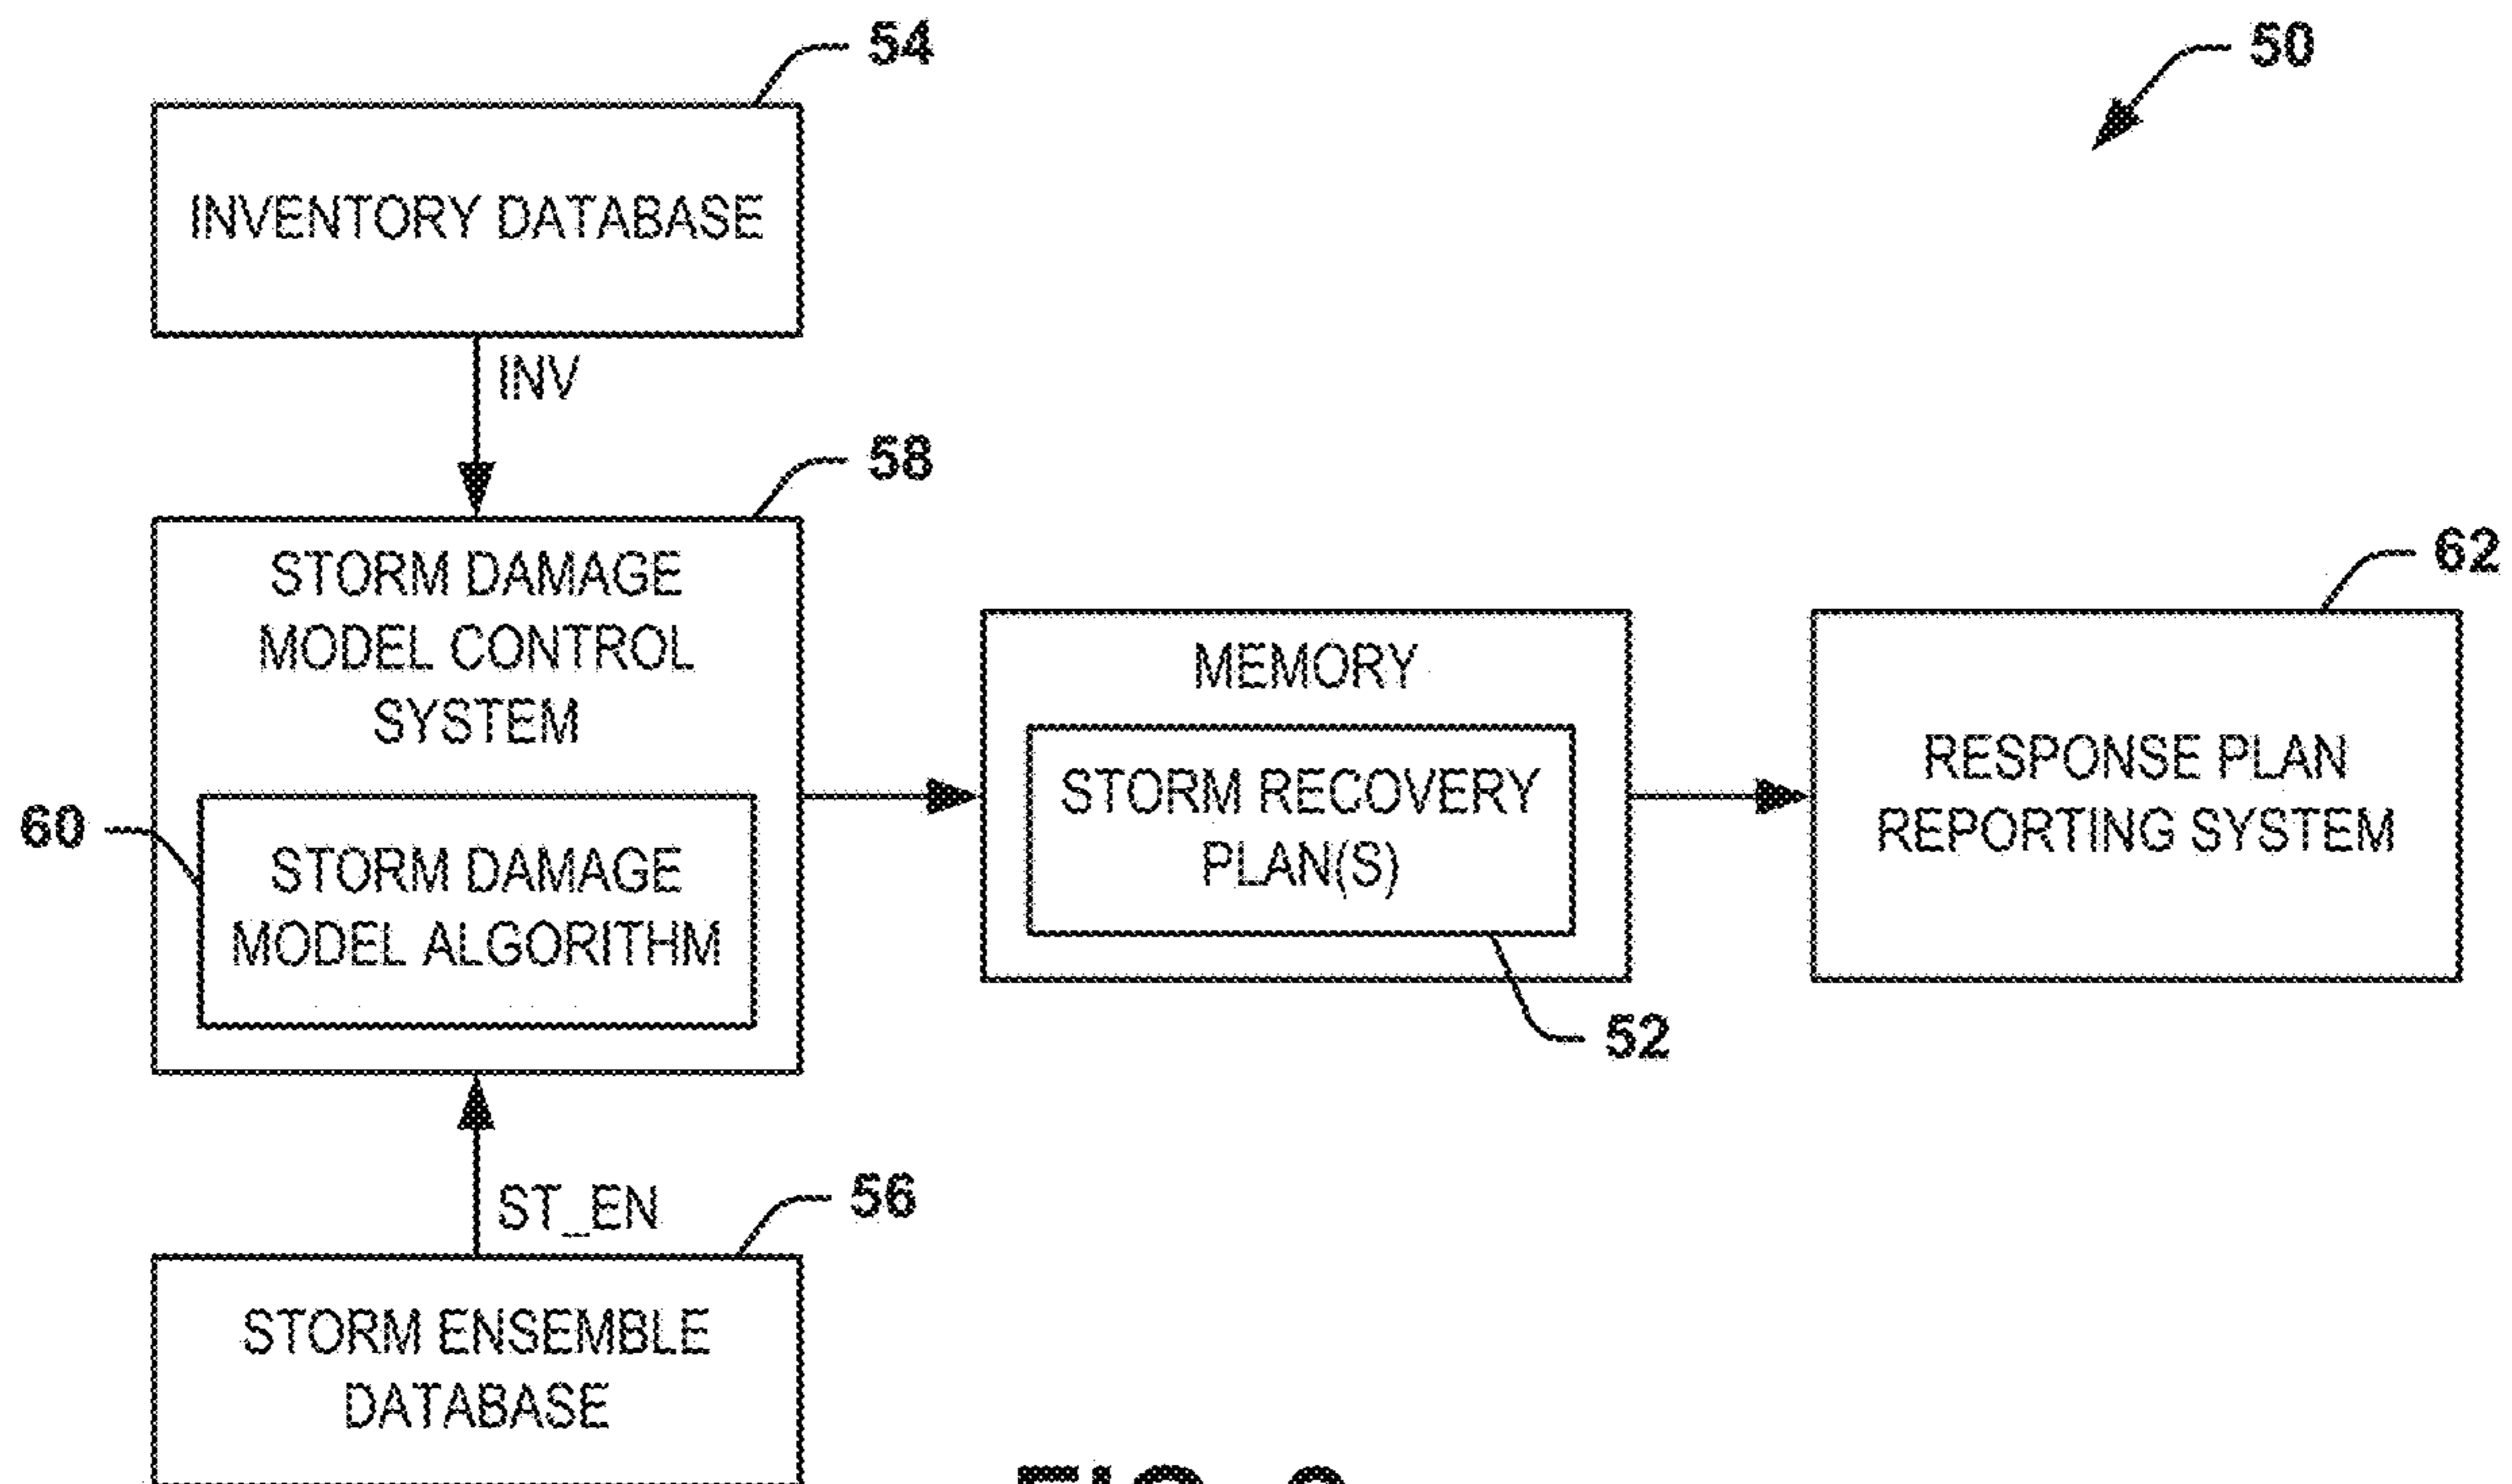 54
50
INVENTORY DATABASE
INV
58
STORM DAMAGE
MODEL CONTROL
SYSTEM
62
MEMORY
STORM RECOVERY
PLAN(S)
RESPONSE PLAN
REPORTING SYSTEM
60
STORM DAMAGE
MODEL ALGORITHM
52
ST_EN
56
STORM ENSEMBLE
DATABASE